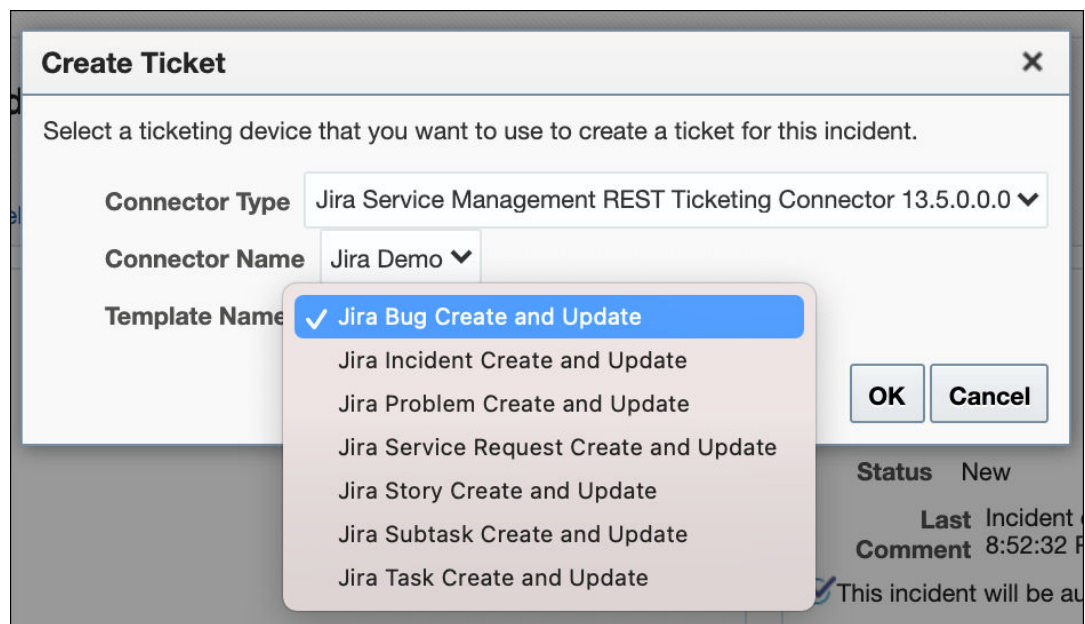 Create Ticket
Select a ticketing device that you want to use to create a ticket for this incident.
Connector Type Jira Service Management REST Ticketing Connector 13.5.0.0.0
Connector Name Jira Demo
Template Name Jira Bug Create and Update
Jira Incident Create and Update
Jira Problem Create and Update
Jira Service Request Create and Update
Jira Story Create and Update
Jira Subtask Create and Update
Jira Task Create and Update
OK Cancel
Status New
Last Comment Incident
8:52:32
This incident will be